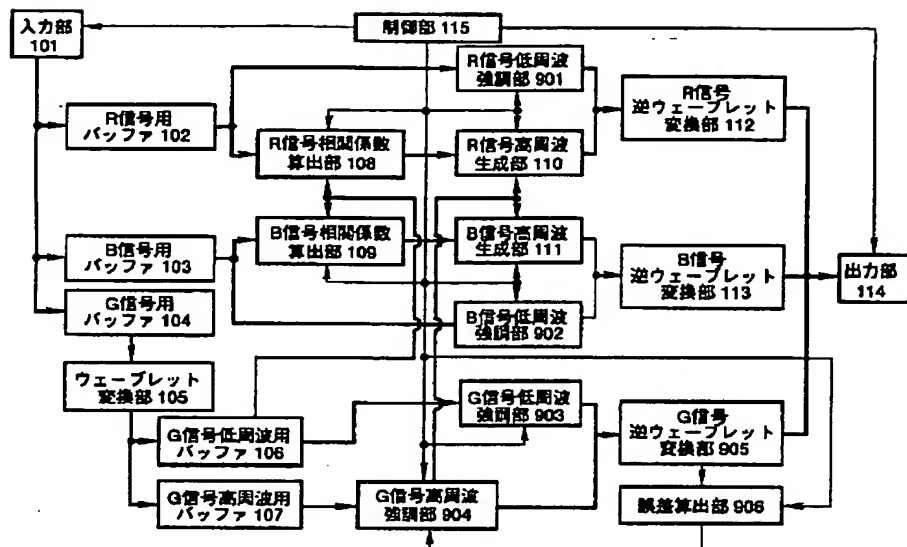 入力部
101
制御部 115
R信号低周波
強調部 901
R信号
逆ウェーブレット
変換部 112
R信号用
バッファ 102
R信号相関係数
算出部 108
R信号高周波
生成部 110
B信号用
バッファ 103
B信号相関係数
算出部 109
B信号高周波
生成部 111
B信号
逆ウェーブレット
変換部 113
出力部
114
G信号用
バッファ 104
B信号低周波
強調部 902
ウェーブレット
変換部 105
G信号低周波
強調部 903
G信号
逆ウェーブレット
変換部 905
G信号低周波用
バッファ 106
G信号高周波用
バッファ 107
G信号高周波
強調部 904
誤差算出部 906